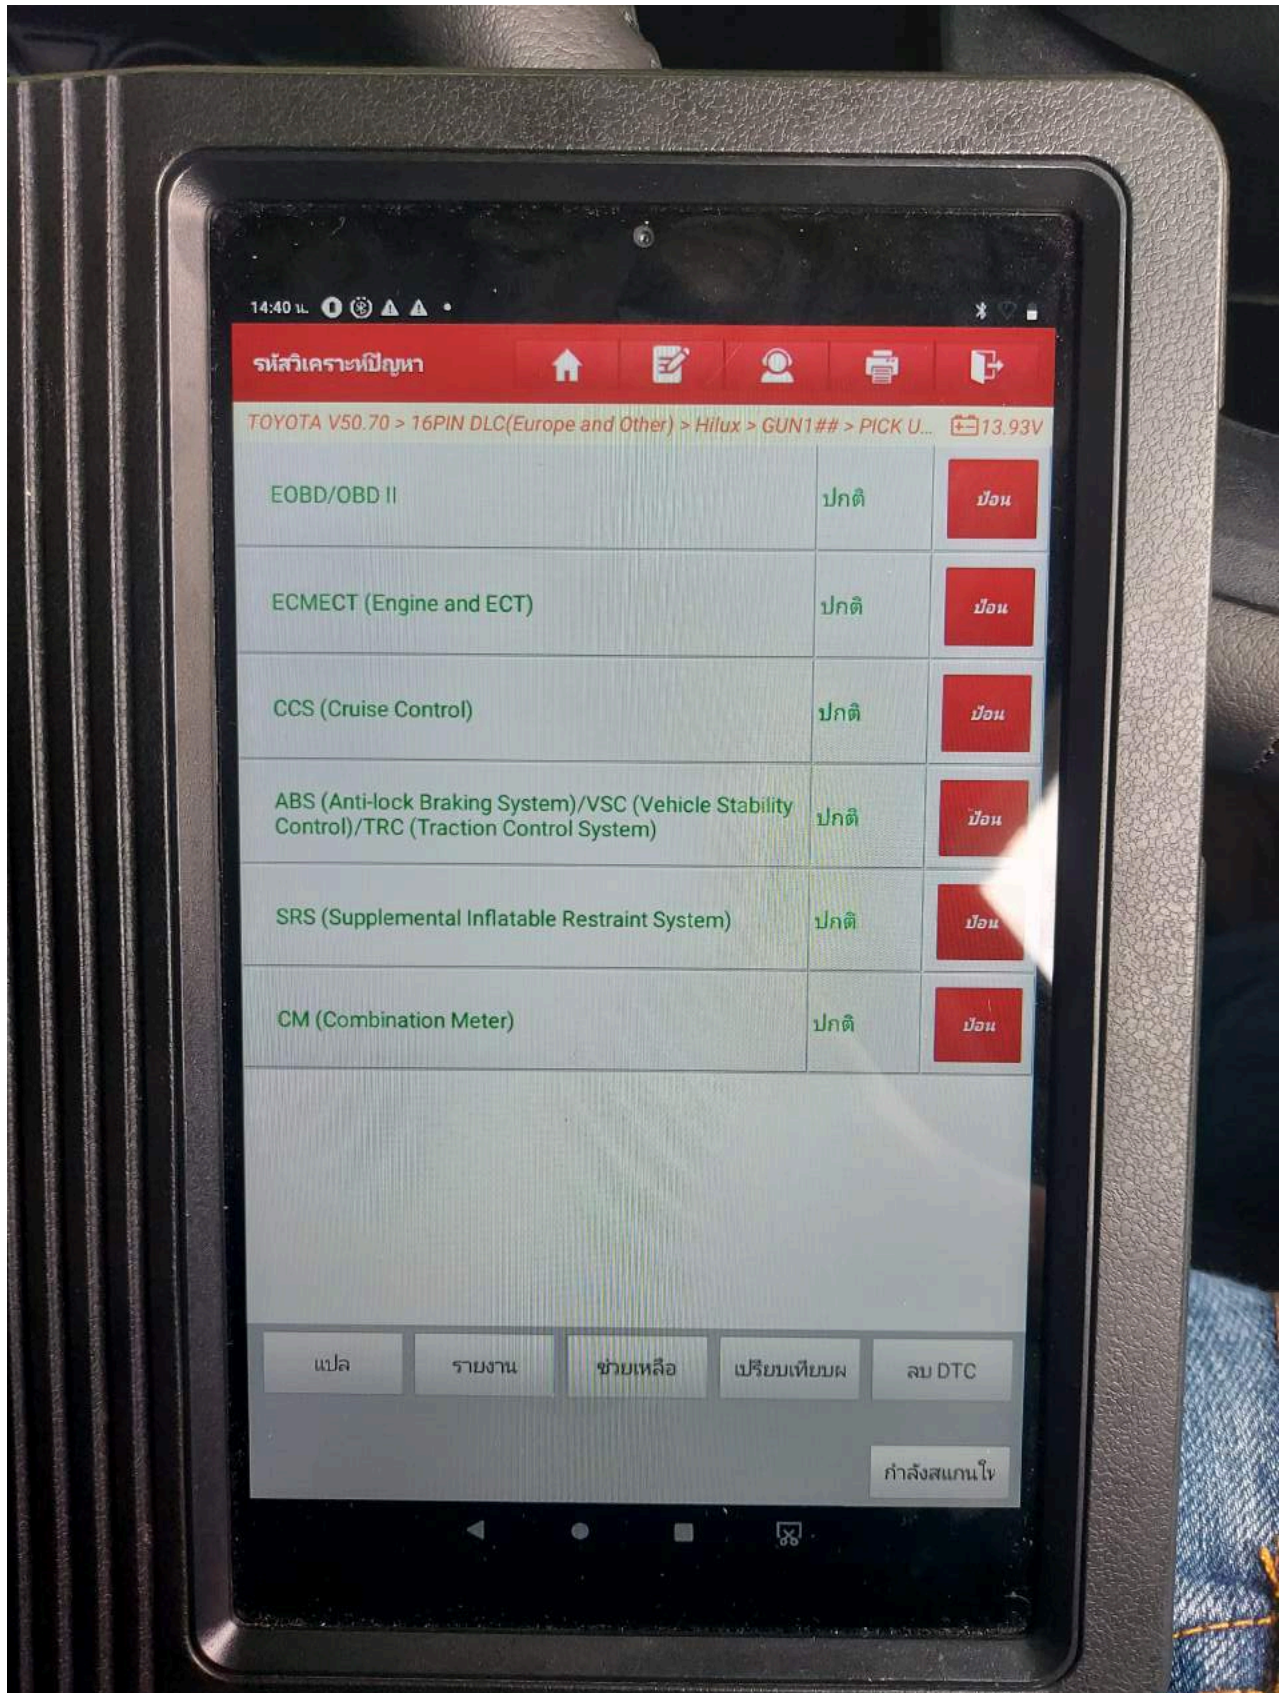 14:40 น.
รหัสวิเคราะห์ปัญหา
TOYOTA V50.70 > 16PIN DLC(Europe and Other) > Hilux > GUN1## > PICK U... 13.93V
EOBD/OBD II ปกติ ป้อน
ECMECT (Engine and ECT) ปกติ ป้อน
CCS (Cruise Control) ปกติ ป้อน
ABS (Anti-lock Braking System)/VSC (Vehicle Stability
Control)/TRC (Traction Control System) ปกติ ป้อน
SRS (Supplemental Inflatable Restraint System) ปกติ ป้อน
CM (Combination Meter) ปกติ ป้อน
แปล รายงาน ช่วยเหลือ เปรียบเทียบผ ลบ DTC
กำลังสแกนให